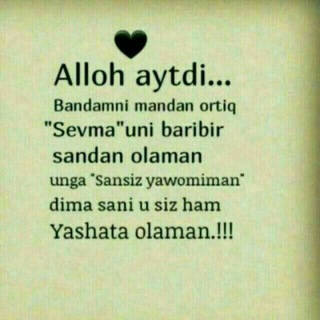 Alloh aytdi...
Bandamni mandan ortiq
"Sevma"uni baribir
sandan olaman
unga "Sansiz yawomiman"
dima sani u siz ham
Yashata olaman.!!!